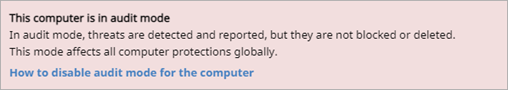 This computer is in audit mode
In audit mode, threats are detected and reported, but they are not blocked or deleted.
This mode affects all computer protections globally.
How to disable audit mode for the computer